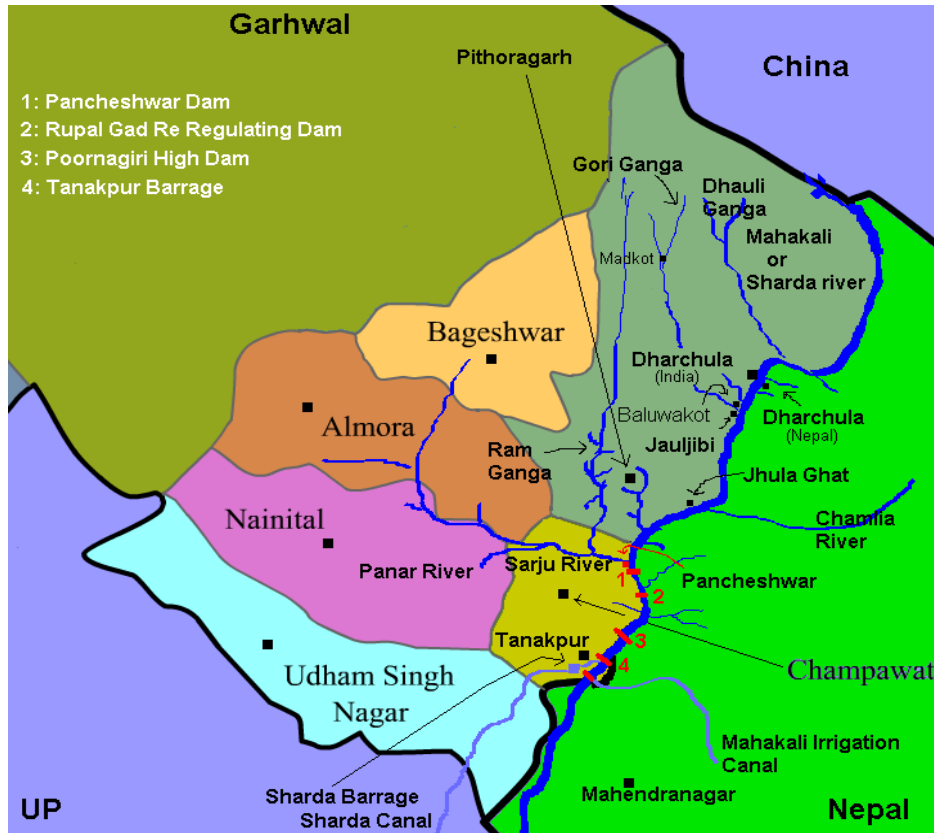 Garhwal
Pithoragarh
China
1: Pancheshwar Dam
2: Rupal Gad Re Regulating Dam
3: Poornagiri High Dam
4: Tanakpur Barrage
Gori Ganga
Dhauli
Ganga
Mahakali
or
Sharda river
Madkot
Bageshwar
Dharchula
(India)
Baluwakot
Dharchula
(Nepal)
Jauljibi
Almora
Ram
Ganga
Jhula Ghat
Nainital
Chamlia
River
Panar River
Sarju River
1
Pancheshwar
2
3
Tanakpur
4
Champawat
Udham Singh
Nagar
Mahakali Irrigation
Canal
Sharda Barrage
Sharda Canal
Mahendranagar
UP
Nepal